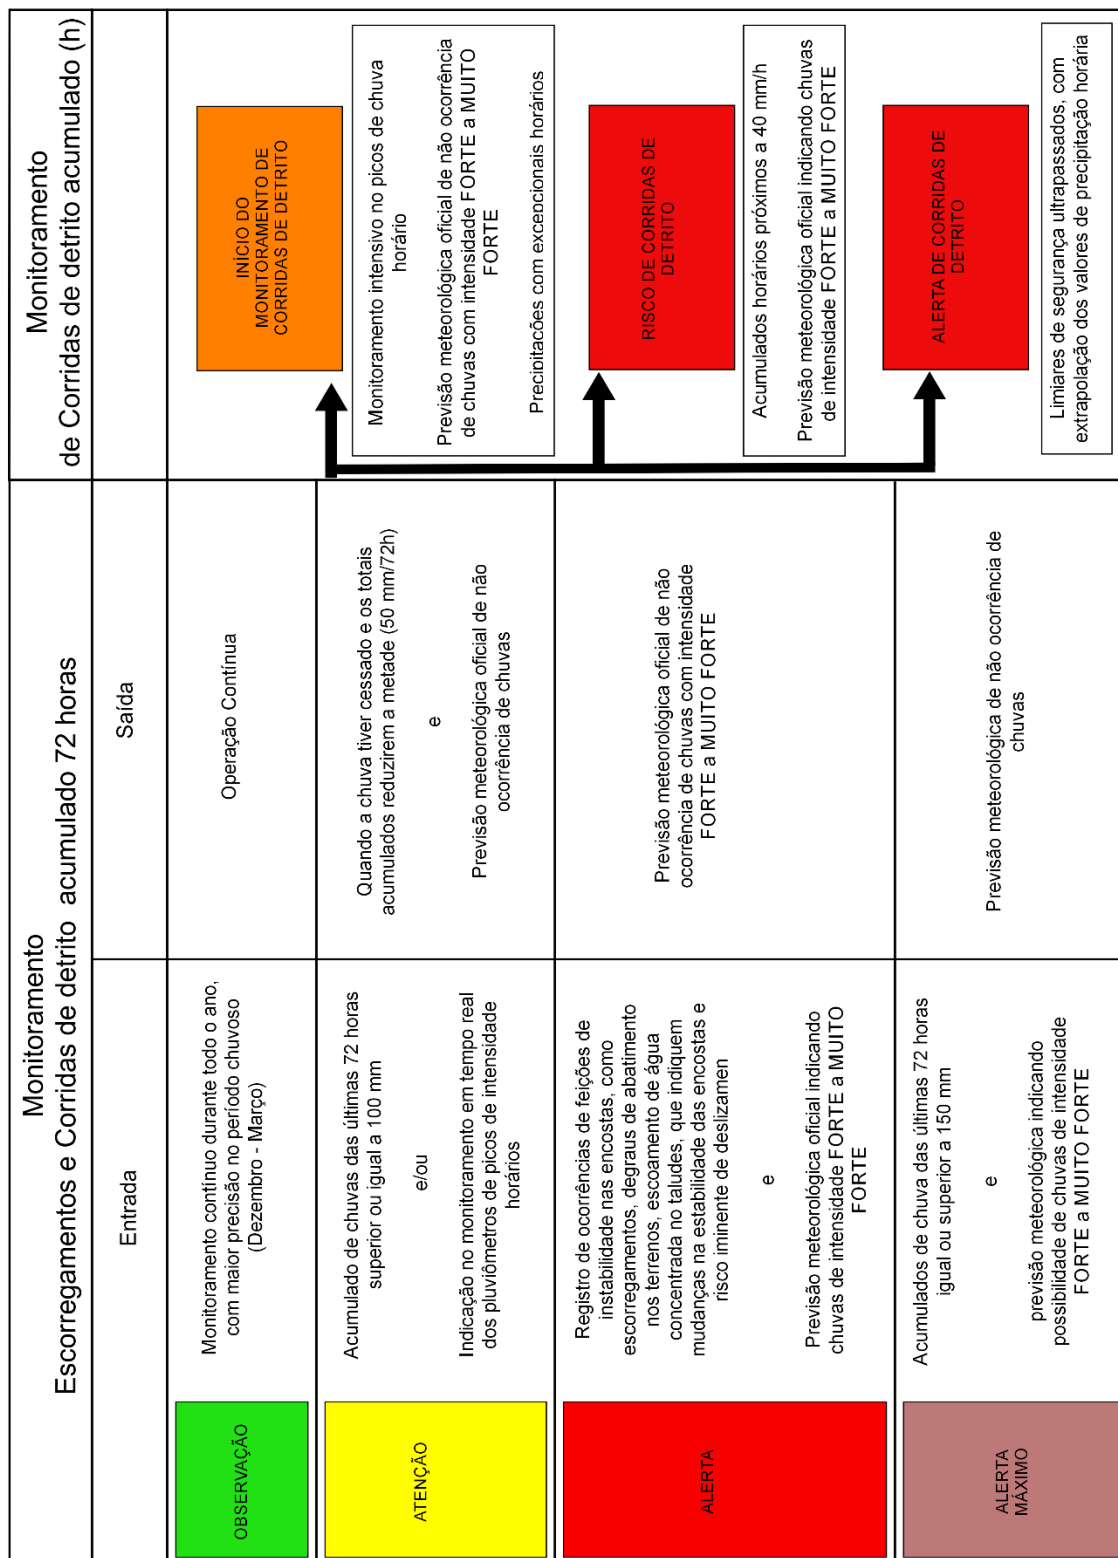 Monitoramento
Escorregamentos e Corridas de detrito acumulado 72 horas
Monitoramento
de Corridas de detrito acumulado (h)
Entrada
Saída
OBSERVAÇÃO
Monitoramento contínuo durante todo o ano,
com maior precisão no período chuvoso
(Dezembro - Março)
Operação Contínua
INÍCIO DO
MONITORAMENTO DE
CORRIDAS DE DETRITO
ATENÇÃO
Acumulado de chuvas das últimas 72 horas
superior ou igual a 100 mm
e/ou
Indicação no monitoramento em tempo real
dos pluviômetros de picos de intensidade
horários
Quando a chuva tiver cessado e os totais
acumulados reduzirem a metade (50 mm/72h)
e
Previsão meteorológica oficial de não
ocorrência de chuvas
Monitoramento intensivo no picos de chuva
horário
Previsão meteorológica oficial de não ocorrência
de chuvas com intensidade FORTE a MUITO
FORTE
Precipitacões com excepcionais horários
ALERTA
Registro de ocorrências de feições de
instabilidade nas encostas, como
escorregamentos, degraus de abatimento
nos terrenos, escoamento de água
concentrada no taludes, que indiquem
mudanças na estabilidade das encostas e
risco iminente de deslizamen
e
Previsão meteorológica oficial indicando
chuvas de intensidade FORTE a MUITO
FORTE
Previsão meteorológica oficial de não
ocorrência de chuvas com intensidade
FORTE a MUITO FORTE
RISCO DE CORRIDAS DE
DETRITO
Acumulados horários próximos a 40 mm/h
Previsão meteorológica oficial indicando chuvas
de intensidade FORTE a MUITO FORTE
ALERTA
MÁXIMO
Acumulados de chuva das últimas 72 horas
igual ou superior a 150 mm
e
previsão meteorológica indicando
possibilidade de chuvas de intensidade
FORTE a MUITO FORTE
Previsão meteorológica de não ocorrência de
chuvas
ALERTA DE CORRIDAS DE
DETRITO
Limiares de segurança ultrapassados, com
extrapolação dos valores de precipitação horária